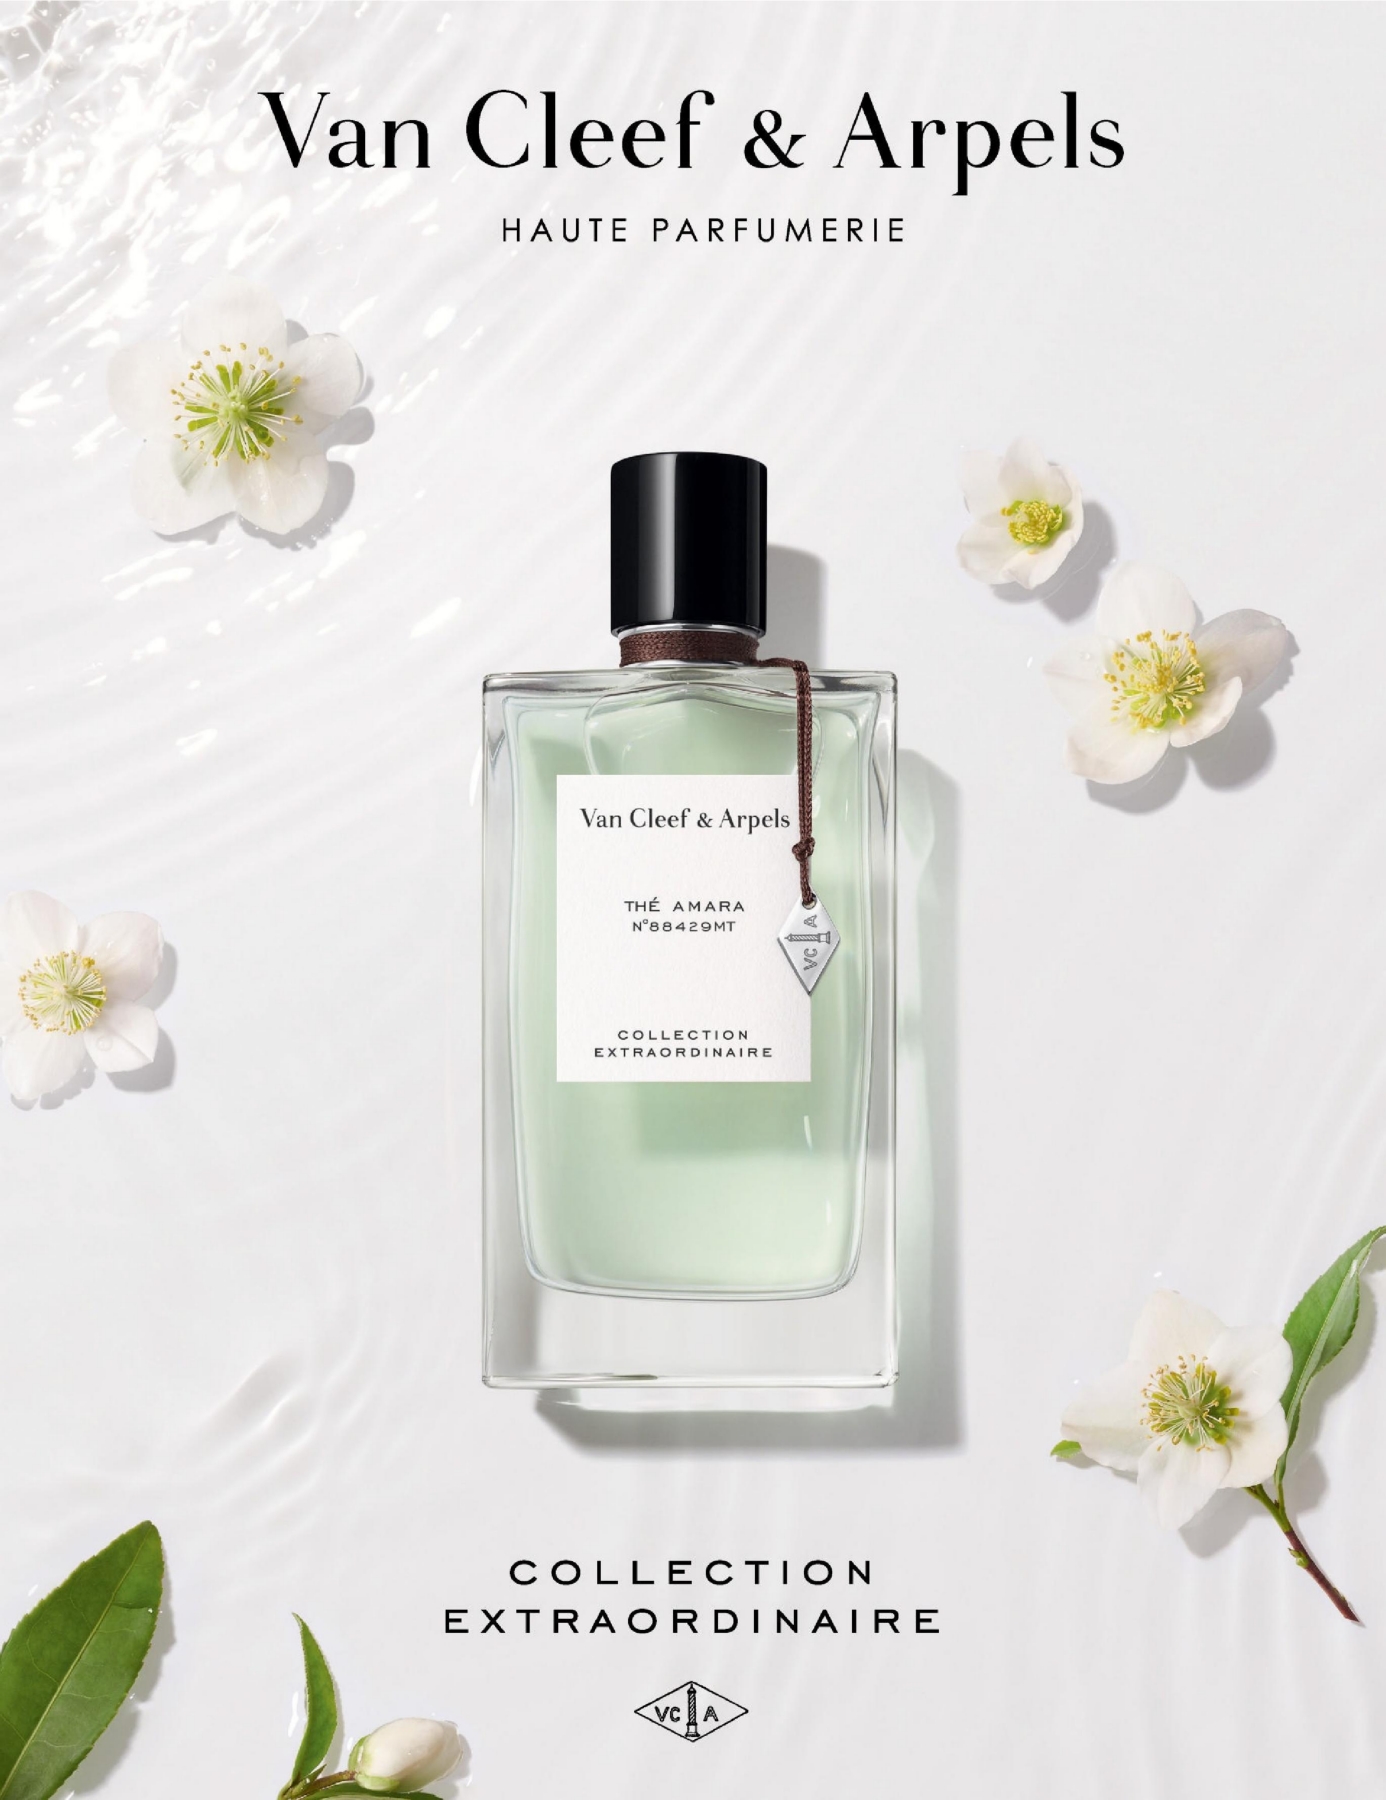 Van Cleef & Arpels
HAUTE PARFUMERIE
Van Cleef & Arpels
THÉ AMARA
N°88429MT
VC A
COLLECTION
EXTRAORDINAIRE
COLLECTION
EXTRAORDINAIRE
VC A